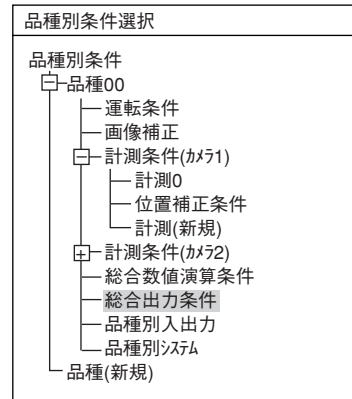 品種別条件選択
品種別条件
品種00
運転条件
画像補正
計測条件(ｶﾒﾗ1)
計測0
位置補正条件
計測(新規)
計測条件(ｶﾒﾗ2)
総合数値演算条件
総合出力条件
品種別入出力
品種別ｼｽﾃﾑ
品種(新規)